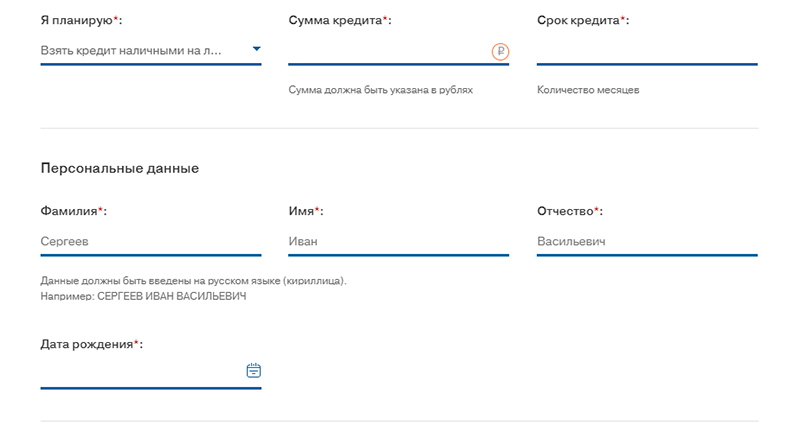 Я планирую*: Сумма кредита*: Срок кредита*:
Взять кредит наличными на л... ₽
Сумма должна быть указана в рублях Количество месяцев
Персональные данные
Фамилия*: Имя*: Отчество*:
Сергеев Иван Васильевич
Данные должны быть введены на русском языке (кириллица).
Например: СЕРГЕЕВ ИВАН ВАСИЛЬЕВИЧ
Дата рождения*: